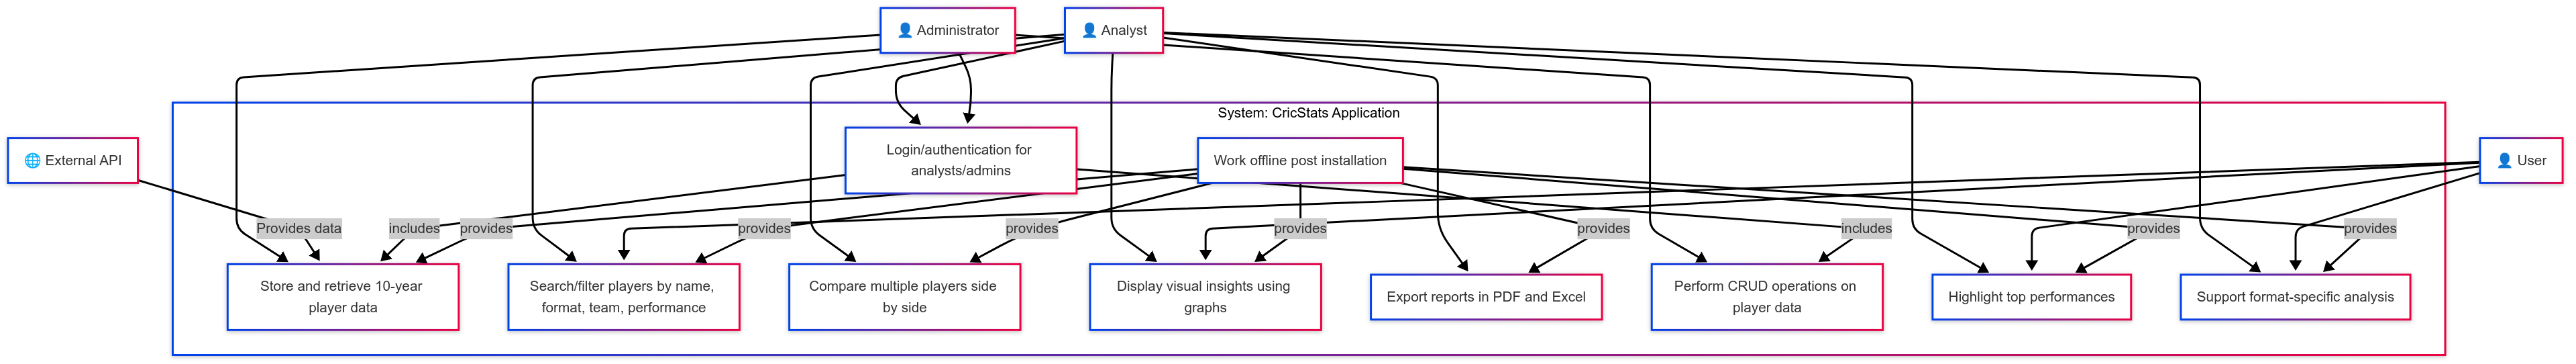 👤 Administrator
👤 Analyst
System: CricStats Application
🌐 External API
Login/authentication for
analysts/admins
Work offline post installation
👤 User
Provides data
includes
provides
provides
provides
provides
provides
includes
provides
provides
Store and retrieve 10-year
player data
Search/filter players by name,
format, team, performance
Compare multiple players side
by side
Display visual insights using
graphs
Export reports in PDF and Excel
Perform CRUD operations on
player data
Highlight top performances
Support format-specific analysis